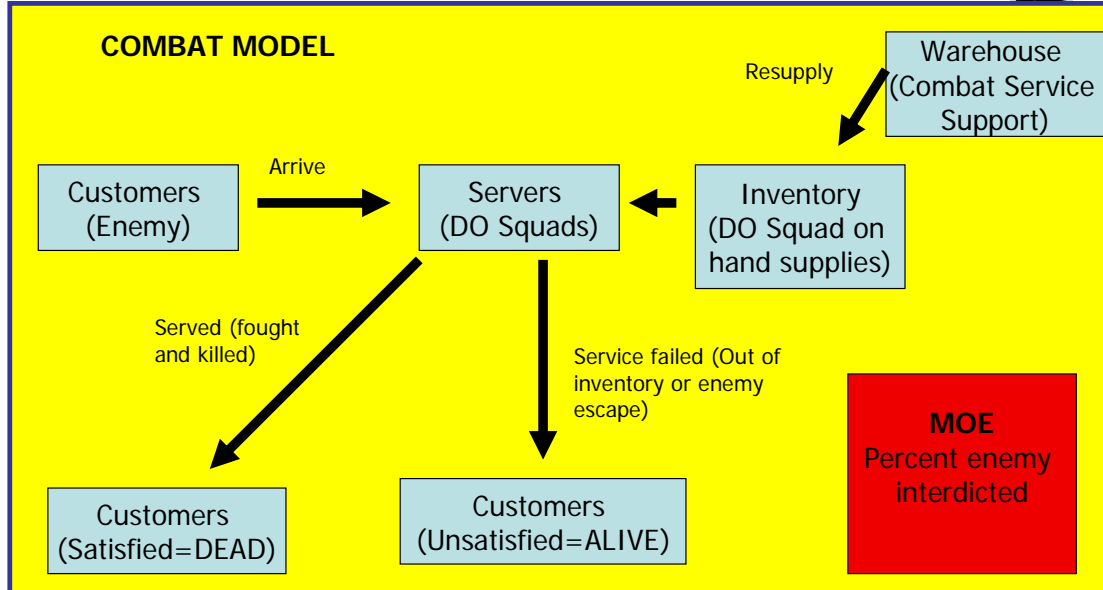 COMBAT MODEL
Warehouse
(Combat Service
Support)
Resupply
Arrive
Customers
(Enemy)
Servers
(DO Squads)
Inventory
(DO Squad on
hand supplies)
Served (fought
and killed)
Service failed (Out of
inventory or enemy
escape)
MOE
Percent enemy
interdicted
Customers
(Satisfied=DEAD)
Customers
(Unsatisfied=ALIVE)